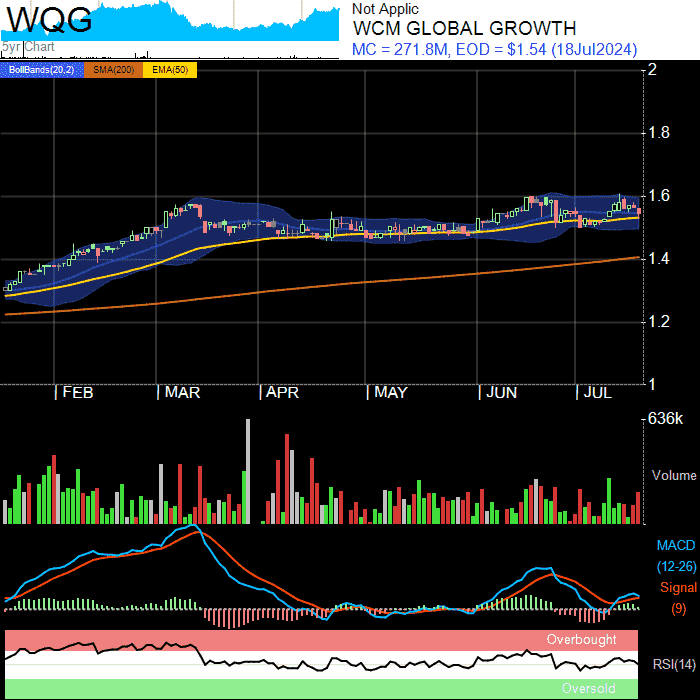 WQG
5yr Chart
Not Applic
WCM GLOBAL GROWTH
MC = 271.8M, EOD = $1.54 (18Jul2024)
BollBands(20,2) SMA(200) EMA(50)
2
1.8
1.6
1.4
1.2
1
FEB MAR APR MAY JUN JUL
636k
Volume
MACD
(12-26)
Signal
(9)
Overbought
RSI(14)
Oversold